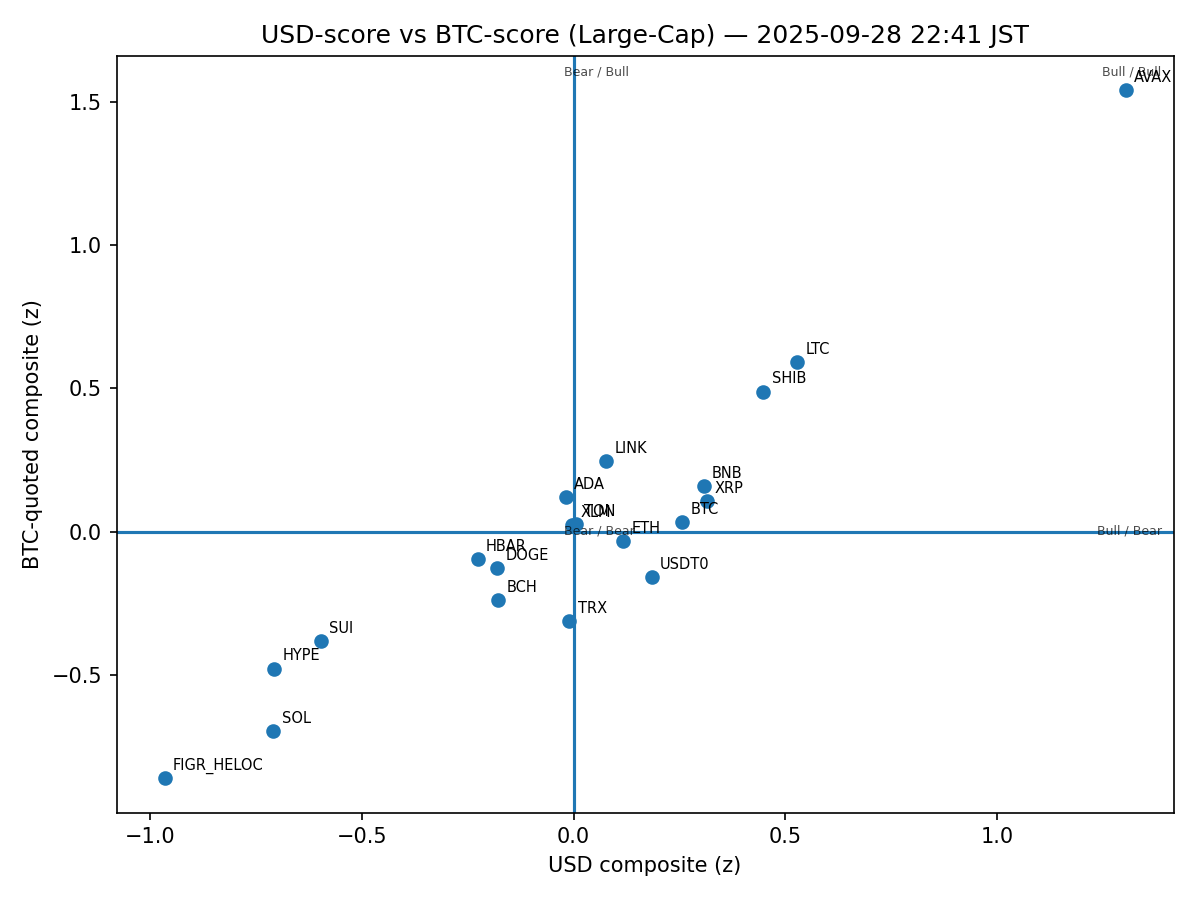 USD-score vs BTC-score (Large-Cap) — 2025-09-28 22:41 JST
Bear / Bull
Bull / Bull
AVAX
1.5
1.0
LTC
0.5
SHIB
LINK
BNB
ADA
XRP
XLM
TON
BTC
0.0
Bear / Bear
ETH
Bull / Bear
HBAR
DOGE
USDT0
BCH
TRX
SUI
HYPE
−0.5
SOL
FIGR_HELOC
−1.0
−0.5
0.0
0.5
1.0
USD composite (z)
BTC-quoted composite (z)